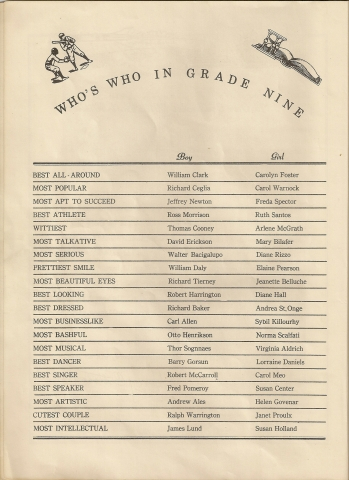 WHO'S WHO IN GRADE NINE
Boy Girl
BEST ALL-AROUND William Clark Carolyn Foster
MOST POPULAR Richard Ceglia Carol Warnock
MOST APT TO SUCCEED Jeffrey Newton Freda Spector
BEST ATHLETE Ross Morrison Ruth Santos
WITTIEST Thomas Cooney Arlene McGrath
MOST TALKATIVE David Erickson Mary Bilafer
MOST SERIOUS Walter Bacigalupo Diane Rizzo
PRETTIEST SMILE William Daly Elaine Pearson
MOST BEAUTIFUL EYES Richard Tierney Jeanette Belluche
BEST LOOKING Robert Harrington Diane Hall
BEST DRESSED Richard Baker Andrea St.Onge
MOST BUSINESSLIKE Carl Allen Sybil Killourhy
MOST BASHFUL Otto Henrikson Norma Scalfati
MOST MUSICAL Thor Sognnaes Virginia Aldrich
BEST DANCER Barry Gorsun Lorraine Daniels
BEST SINGER Robert McCarroll Carol Meo
BEST SPEAKER Fred Pomeroy Susan Center
MOST ARTISTIC Andrew Ales Helen Govenar
CUTEST COUPLE Ralph Warrington Janet Proulx
MOST INTELLECTUAL James Lund Susan Holland